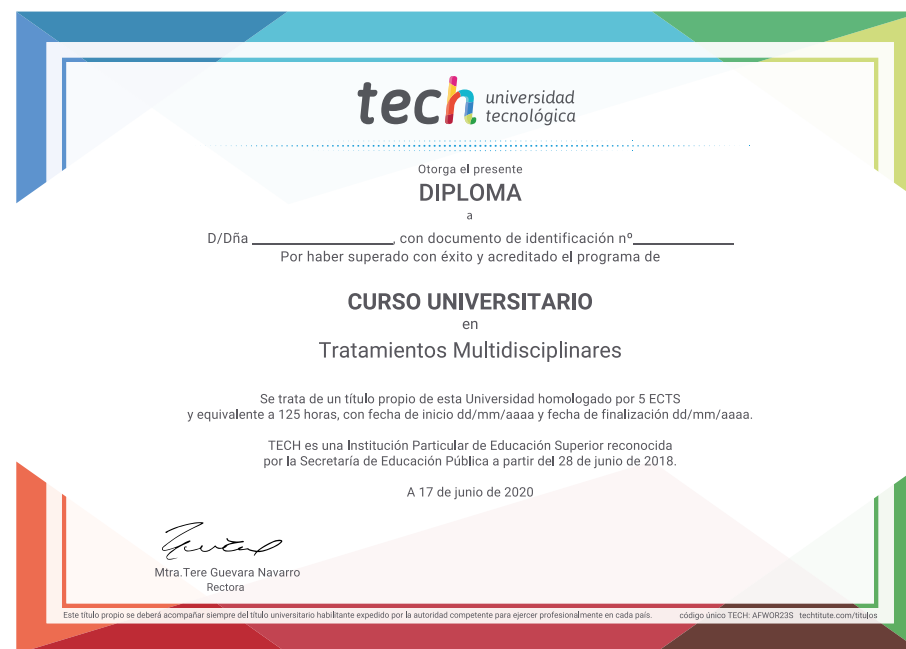 tech universidad
tecnológica
Otorga el presente
DIPLOMA
a
D/Dña ____________________, con documento de identificación nº______________
Por haber superado con éxito y acreditado el programa de
CURSO UNIVERSITARIO
en
Tratamientos Multidisciplinares
Se trata de un título propio de esta Universidad homologado por 5 ECTS
y equivalente a 125 horas, con fecha de inicio dd/mm/aaaa y fecha de finalización dd/mm/aaaa.
TECH es una Institución Particular de Educación Superior reconocida
por la Secretaría de Educación Pública a partir del 28 de junio de 2018.
A 17 de junio de 2020
Mtra.Tere Guevara Navarro
Rectora
Este título propio se deberá acompañar siempre del título universitario habilitante expedido por la autoridad competente para ejercer profesionalmente en cada país. código único TECH: AFWOR23S techtitute.com/titulos